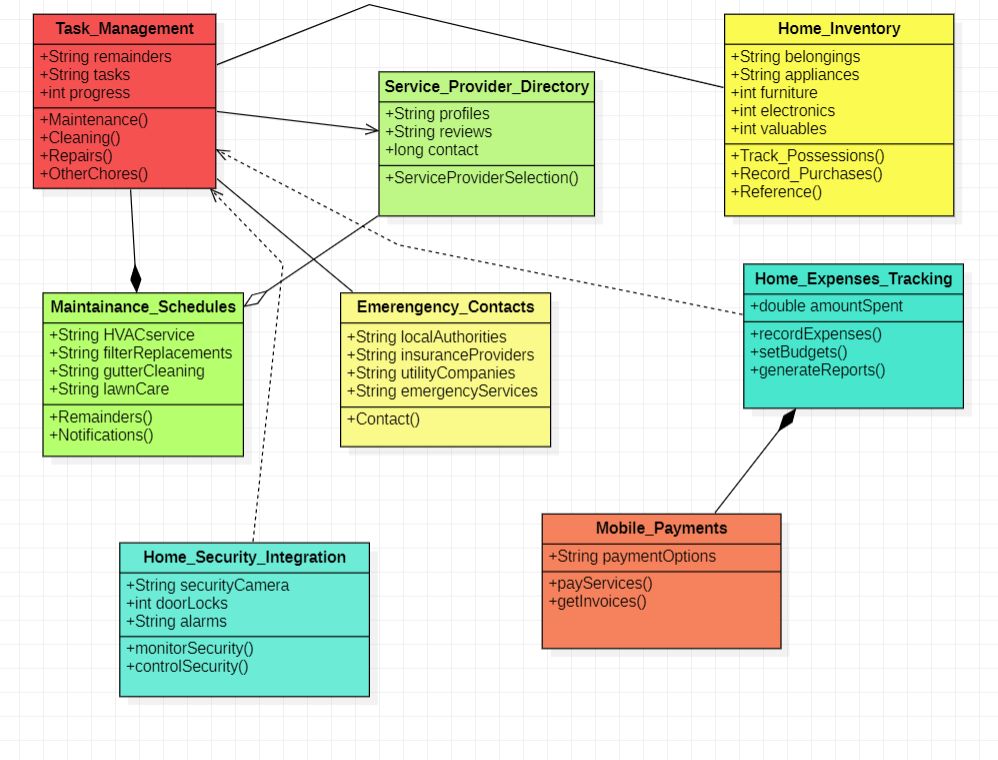 Task_Management
+String remainders
+String tasks
+int progress
+Maintenance()
+Cleaning()
+Repairs()
+OtherChores()
Service_Provider_Directory
+String profiles
+String reviews
+long contact
+ServiceProviderSelection()
Home_Inventory
+String belongings
+String appliances
+int furniture
+int electronics
+int valuables
+Track_Possessions()
+Record_Purchases()
+Reference()
Maintainance_Schedules
+String HVACservice
+String filterReplacements
+String gutterCleaning
+String lawnCare
+Remainders()
+Notifications()
Emerengency_Contacts
+String localAuthorities
+String insuranceProviders
+String utilityCompanies
+String emergencyServices
+Contact()
Home_Expenses_Tracking
+double amountSpent
+recordExpenses()
+setBudgets()
+generateReports()
Home_Security_Integration
+String securityCamera
+int doorLocks
+String alarms
+monitorSecurity()
+controlSecurity()
Mobile_Payments
+String paymentOptions
+payServices()
+getInvoices()